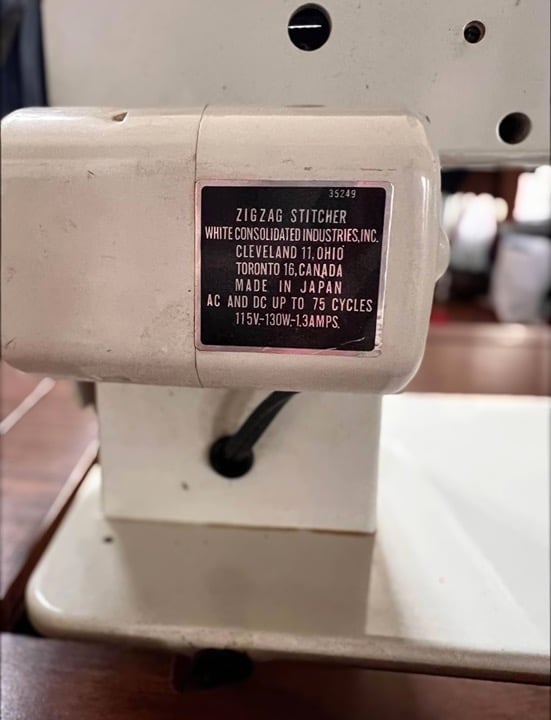 35249
ZIGZAG STITCHER
WHITE CONSOLIDATED INDUSTRIES,INC.
CLEVELAND 11, OHIO
TORONTO 16, CANADA
MADE IN JAPAN
AC AND DC UP TO 75 CYCLES
115V.-130W.-1.3AMPS.